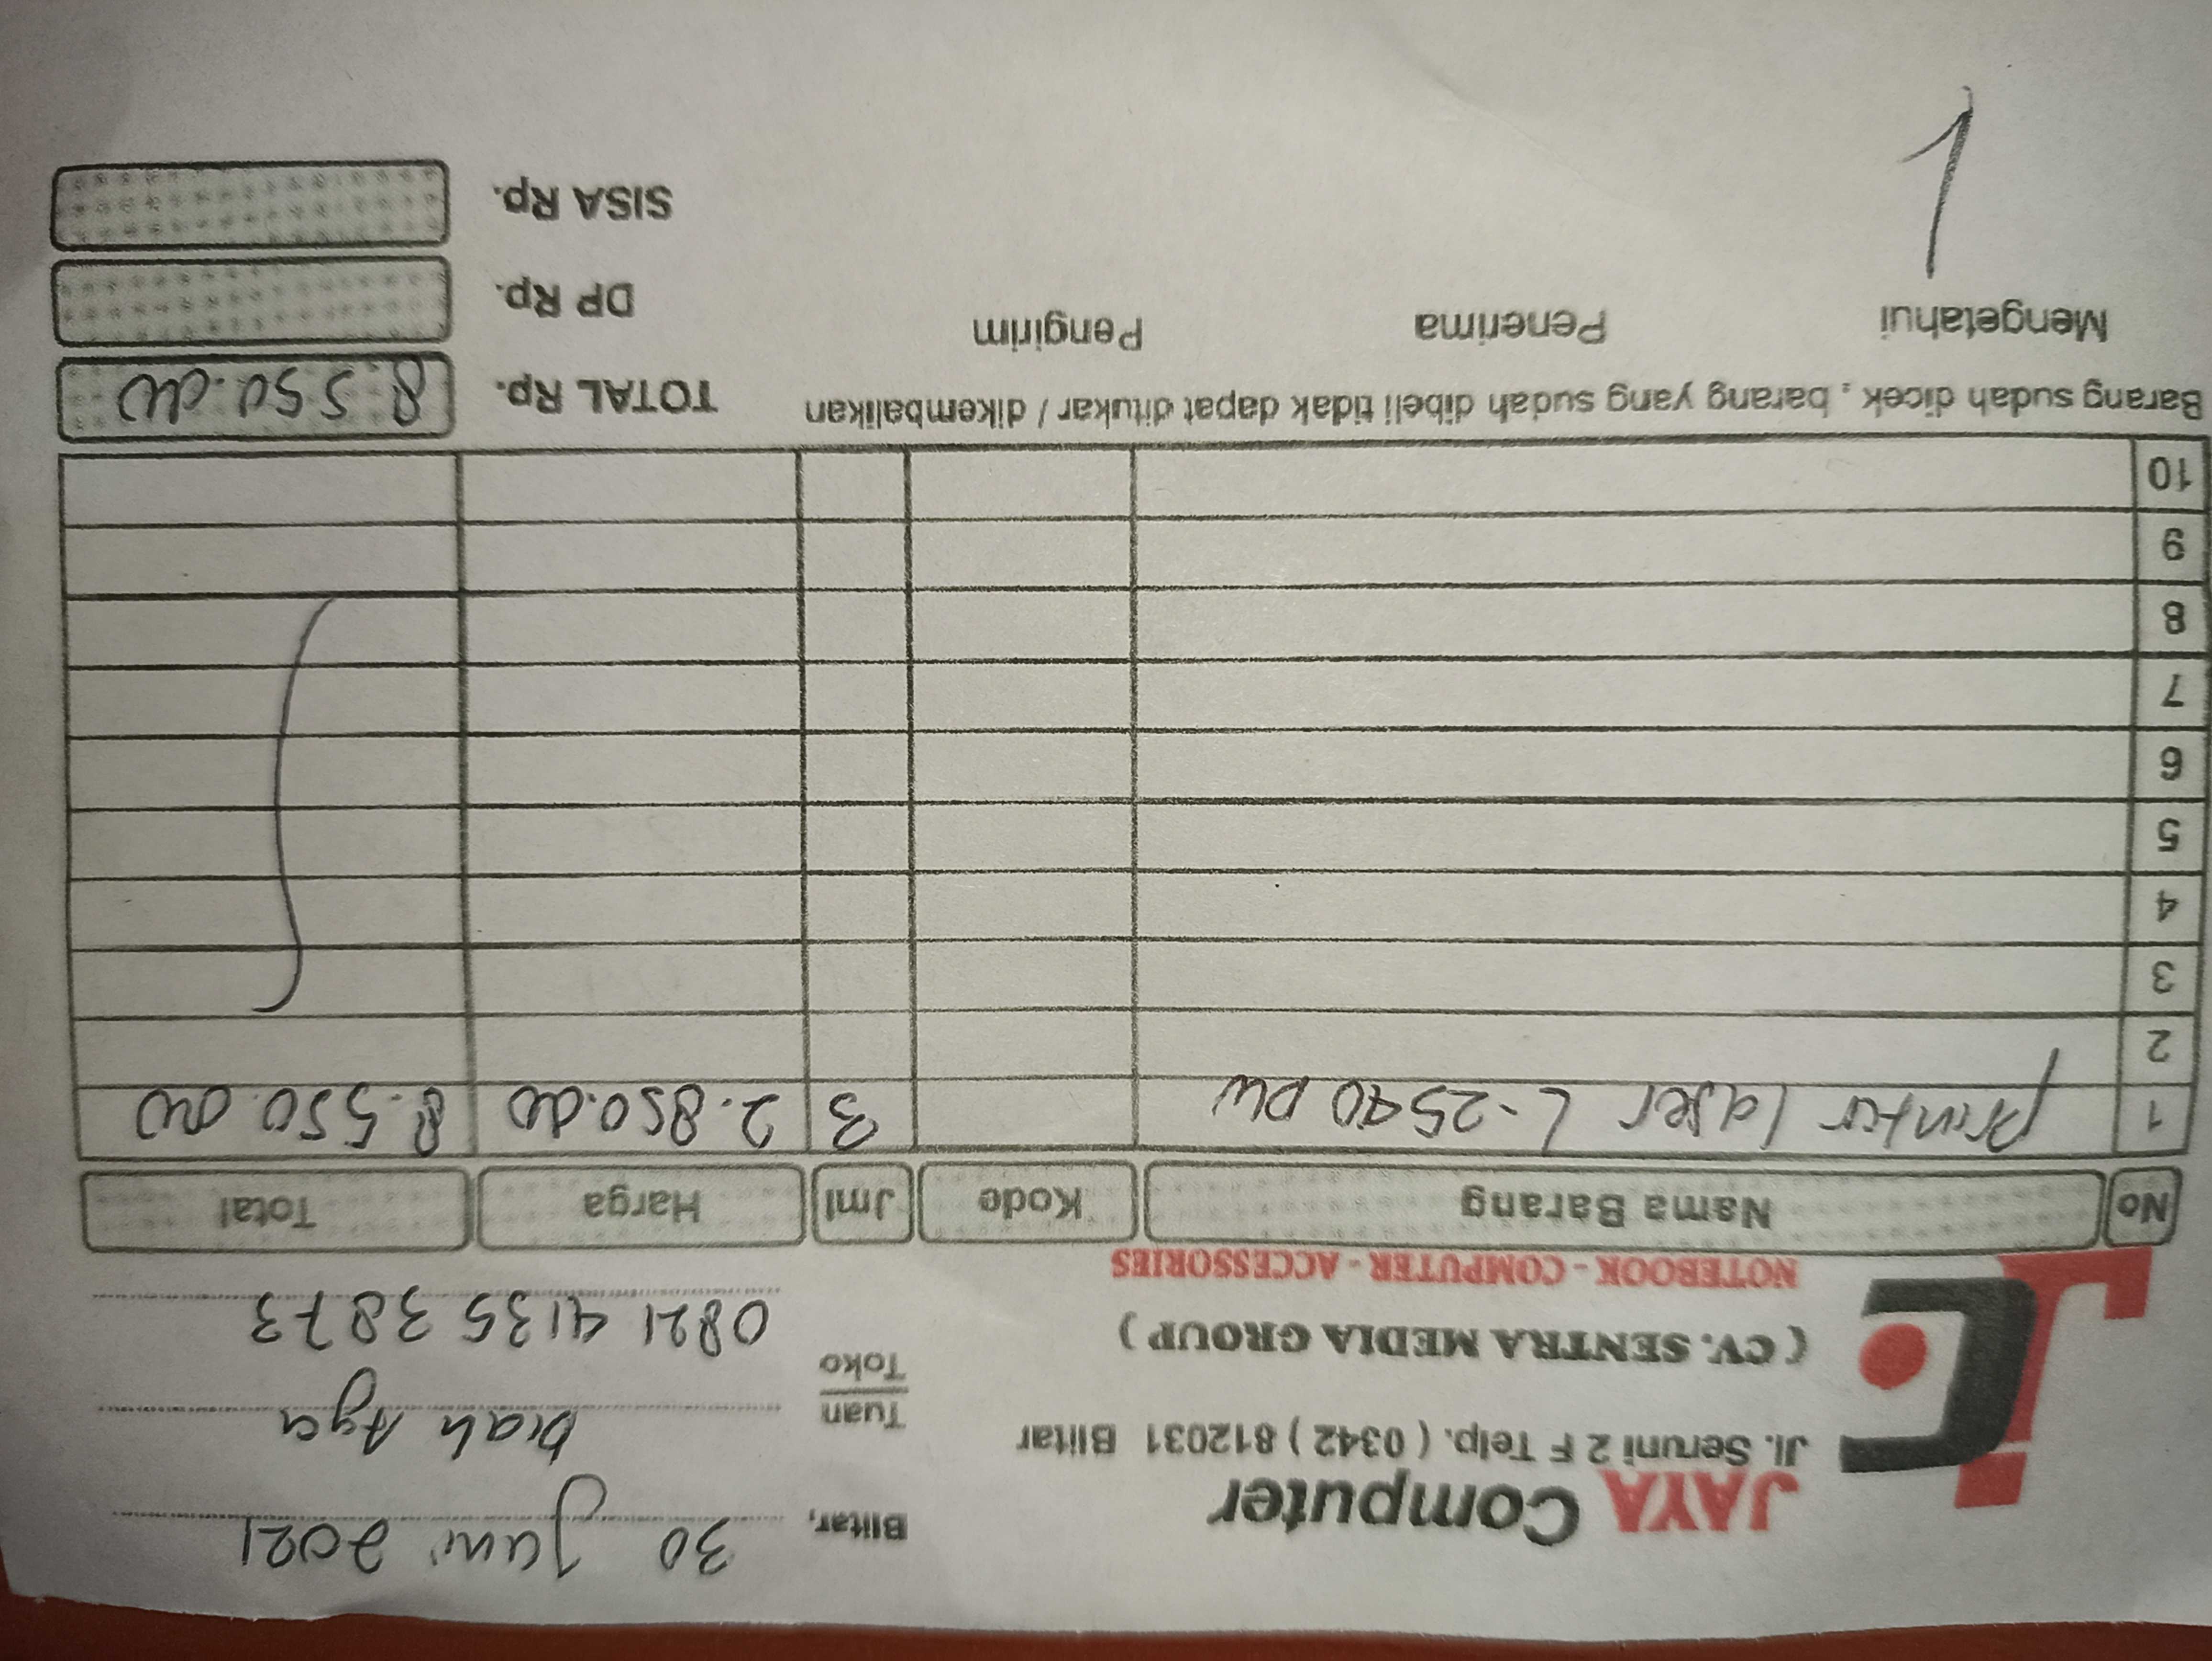 JAYA Computer
Jl. Seruni 2 F Telp. ( 0342 ) 812031 Blitar
( CV. SENTRA MEDIA GROUP )
NOTEBOOK - COMPUTER - ACCESSORIES
Blitar, 30 Juni 2021
Tuan Diah Ayu
Toko
0821 4135 3873
No Nama Barang Kode Jml Harga Total
1 printer laser L-2540 DW 3 2.850.000 8.550.000
2
3
4
5
6
7
8
9
10
Barang sudah dicek, barang yang sudah dibeli tidak dapat ditukar / dikembalikan
TOTAL Rp. 8.550.000
Mengetahui Penerima Pengirim
DP Rp.
SISA Rp.